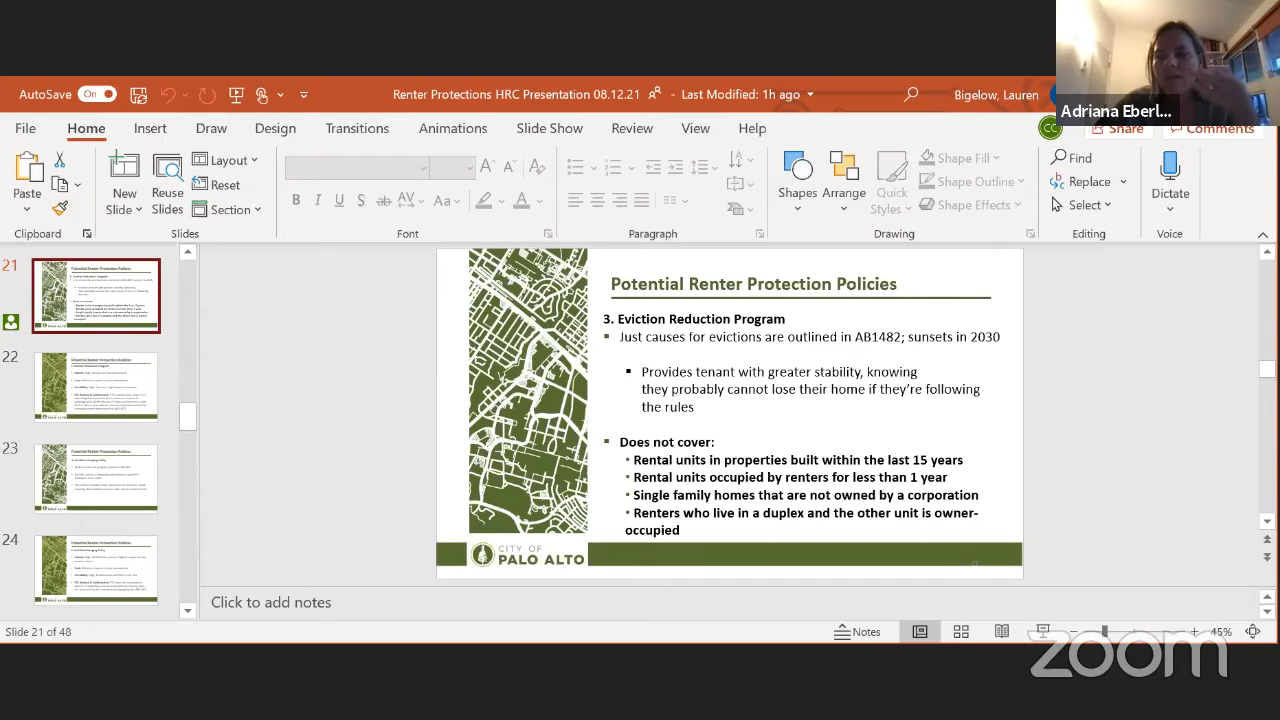 Adriana Eberl...
AutoSave On
Renter Protections HRC Presentation 08.12.21 - Last Modified: 1h ago
Bigelow, Lauren
File Home Insert Draw Design Transitions Animations Slide Show Review View Help
CC
Share Comments
Paste
New Slide
Reuse Slides
Layout
Reset
Section
B I U S ab AV Aa A
Shapes
Arrange
Quick Styles
Shape Fill
Shape Outline
Shape Effects
Find
Replace
Select
Dictate
Clipboard Slides Font Paragraph Drawing Editing Voice
21
22
23
24
Potential Renter Protection Policies
3. Eviction Reduction Program
Just causes for evictions are outlined in AB1482; sunsets in 2030
Provides tenant with greater stability, knowing
they probably cannot lose their home if they're following
the rules
Does not cover:
Rental units in properties built within the last 15 years
Rental units occupied by renters for less than 1 year
Single family homes that are not owned by a corporation
Renters who live in a duplex and the other unit is owner-
occupied
CITY OF
PALO ALTO
Click to add notes
Slide 21 of 48
Notes
45%
zoom